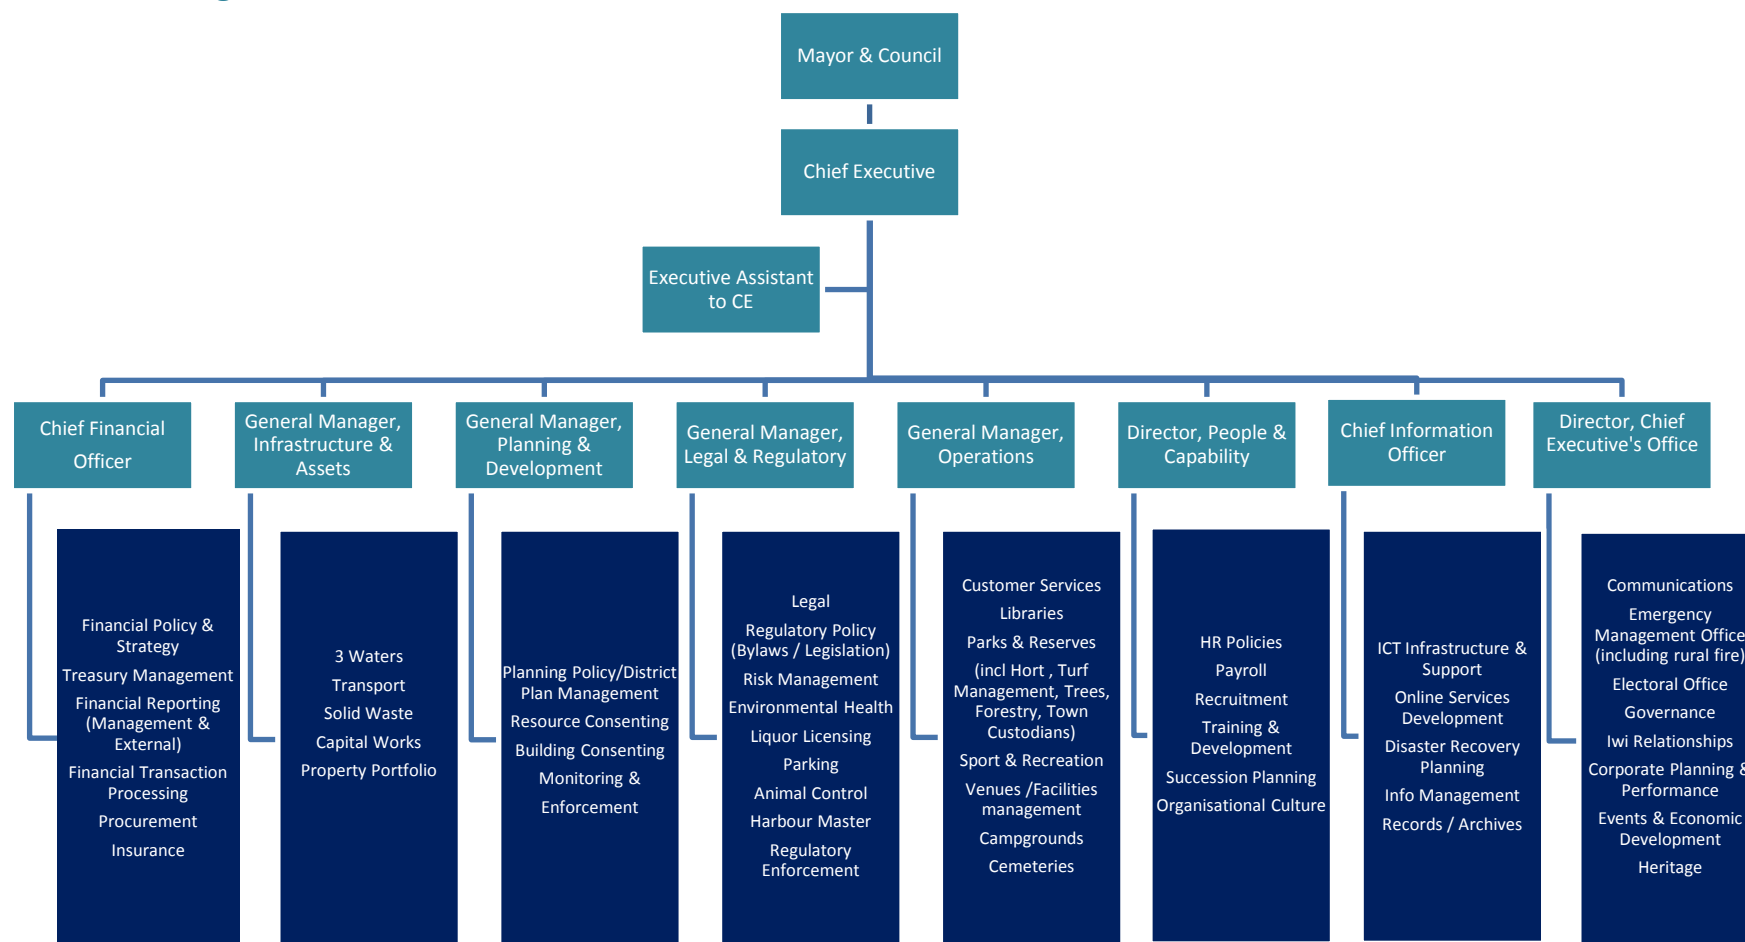 Mayor & Council
Chief Executive
Executive Assistant
to CE
Chief Financial
Officer
General Manager,
Infrastructure &
Assets
General Manager,
Planning &
Development
General Manager,
Legal & Regulatory
General Manager,
Operations
Director, People &
Capability
Chief Information
Officer
Director, Chief
Executive's Office
Financial Policy &
Strategy
Treasury Management
Financial Reporting
(Management &
External)
Financial Transaction
Processing
Procurement
Insurance
3 Waters
Transport
Solid Waste
Capital Works
Property Portfolio
Planning Policy/District
Plan Management
Resource Consenting
Building Consenting
Monitoring &
Enforcement
Legal
Regulatory Policy
(Bylaws / Legislation)
Risk Management
Environmental Health
Liquor Licensing
Parking
Animal Control
Harbour Master
Regulatory
Enforcement
Customer Services
Libraries
Parks & Reserves
(incl Hort , Turf
Management, Trees,
Forestry, Town
Custodians)
Sport & Recreation
Venues /Facilities
management
Campgrounds
Cemeteries
HR Policies
Payroll
Recruitment
Training &
Development
Succession Planning
Organisational Culture
ICT Infrastructure &
Support
Online Services
Development
Disaster Recovery
Planning
Info Management
Records / Archives
Communications
Emergency
Management Office
(including rural fire)
Electoral Office
Governance
Iwi Relationships
Corporate Planning &
Performance
Events & Economic
Development
Heritage